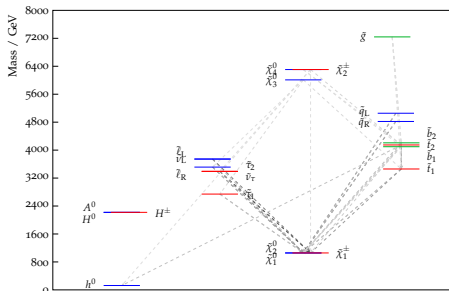 Mass / GeV
8000
7200
6400
5600
4800
4000
3200
2400
1600
800
0
A⁰
H⁰
H±
h⁰
ℓ̃L
ν̃L
ℓ̃R
τ̃2
ν̃τ
τ̃1
χ̃⁰4
χ̃⁰3
χ̃±2
χ̃⁰2
χ̃⁰1
χ̃±1
g̃
q̃L
q̃R
b̃2
t̃2
b̃1
t̃1